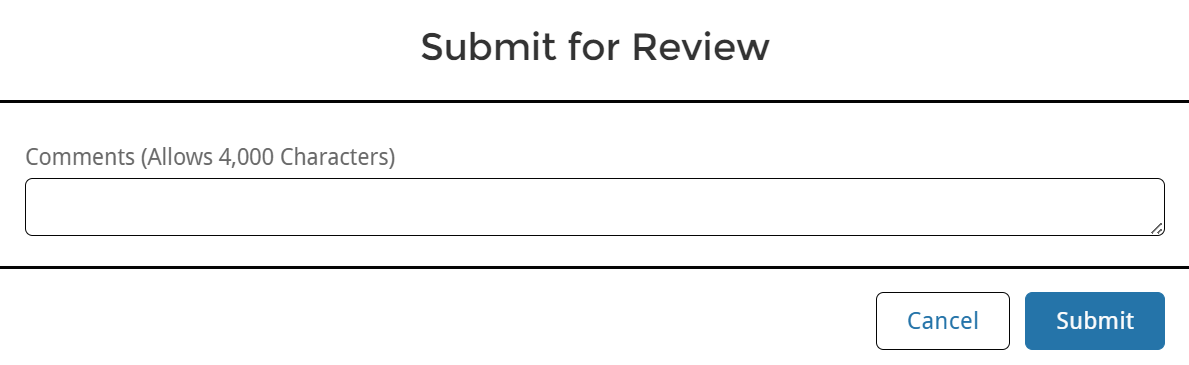 Submit for Review
Comments (Allows 4,000 Characters)
Cancel Submit